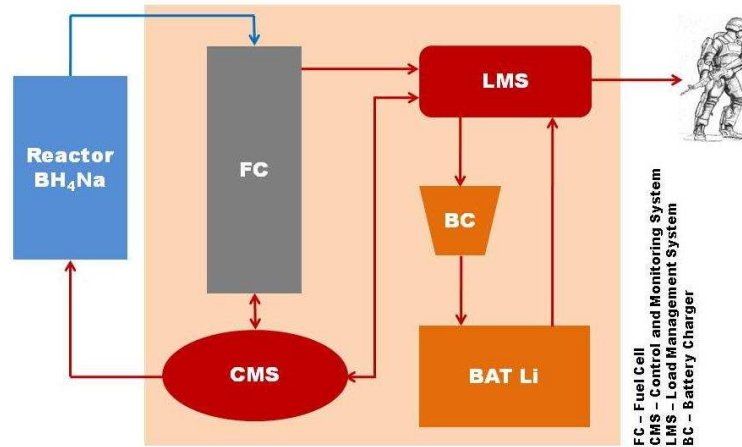 Reactor
BH₄Na
FC
LMS
BC
CMS
BAT Li
FC – Fuel Cell
CMS – Control and Monitoring System
LMS – Load Management System
BC – Battery Charger